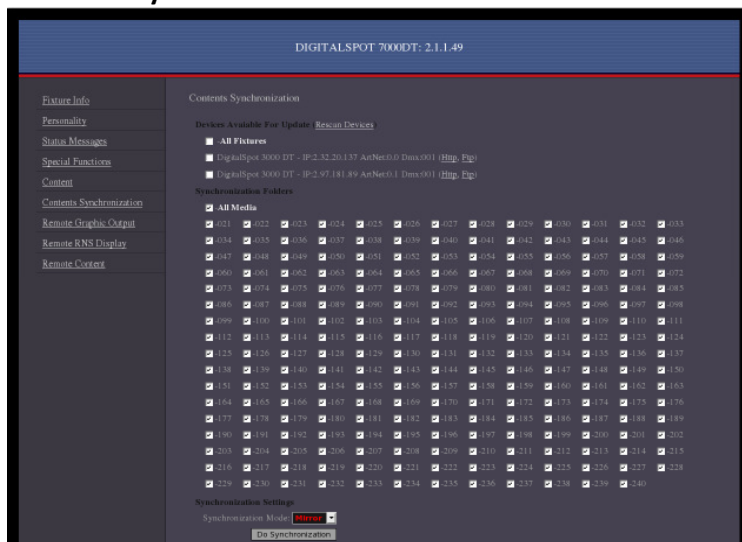 DIGITALSPOT 7000DT: 2.1.1.49
Fixture Info
Personality
Status Messages
Special Functions
Content
Contents Synchronization
Remote Graphic Output
Remote RNS Display
Remote Content
Contents Synchronization
Devices Avaiable For Update (Rescan Devices)
-All Fixtures
DigitalSpot 3000 DT - IP:2.32.20.137 ArtNet:0.0 Dmx:001 (Http, Ftp)
DigitalSpot 3000 DT - IP:2.97.181.89 ArtNet:0.1 Dmx:001 (Http, Ftp)
Synchronization Folders
-All Media
-021 -022 -023 -024 -025 -026 -027 -028 -029 -030 -031 -032 -033
-034 -035 -036 -037 -038 -039 -040 -041 -042 -043 -044 -045 -046
-047 -048 -049 -050 -051 -052 -053 -054 -055 -056 -057 -058 -059
-060 -061 -062 -063 -064 -065 -066 -067 -068 -069 -070 -071 -072
-073 -074 -075 -076 -077 -078 -079 -080 -081 -082 -083 -084 -085
-086 -087 -088 -089 -090 -091 -092 -093 -094 -095 -096 -097 -098
-099 -100 -101 -102 -103 -104 -105 -106 -107 -108 -109 -110 -111
-112 -113 -114 -115 -116 -117 -118 -119 -120 -121 -122 -123 -124
-125 -126 -127 -128 -129 -130 -131 -132 -133 -134 -135 -136 -137
-138 -139 -140 -141 -142 -143 -144 -145 -146 -147 -148 -149 -150
-151 -152 -153 -154 -155 -156 -157 -158 -159 -160 -161 -162 -163
-164 -165 -166 -167 -168 -169 -170 -171 -172 -173 -174 -175 -176
-177 -178 -179 -180 -181 -182 -183 -184 -185 -186 -187 -188 -189
-190 -191 -192 -193 -194 -195 -196 -197 -198 -199 -200 -201 -202
-203 -204 -205 -206 -207 -208 -209 -210 -211 -212 -213 -214 -215
-216 -217 -218 -219 -220 -221 -222 -223 -224 -225 -226 -227 -228
-229 -230 -231 -232 -233 -234 -235 -236 -237 -238 -239 -240
Synchronization Settings
Synchronization Mode: Mirror
Do Synchronization